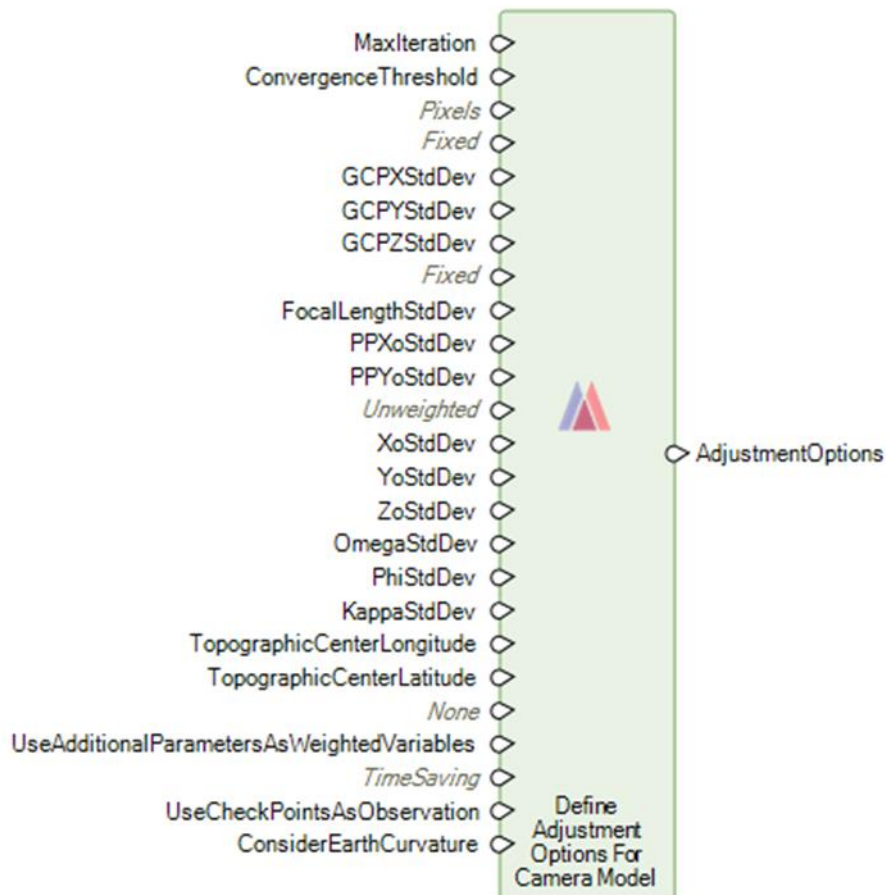 MaxIteration
ConvergenceThreshold
Pixels
Fixed
GCPXStdDev
GCPYStdDev
GCPZStdDev
Fixed
FocalLengthStdDev
PPXoStdDev
PPYoStdDev
Unweighted
XoStdDev
YoStdDev
ZoStdDev
OmegaStdDev
PhiStdDev
KappaStdDev
TopographicCenterLongitude
TopographicCenterLatitude
None
UseAdditionalParametersAsWeightedVariables
TimeSaving
UseCheckPointsAsObservation
ConsiderEarthCurvature
AdjustmentOptions
Define
Adjustment
Options For
Camera Model